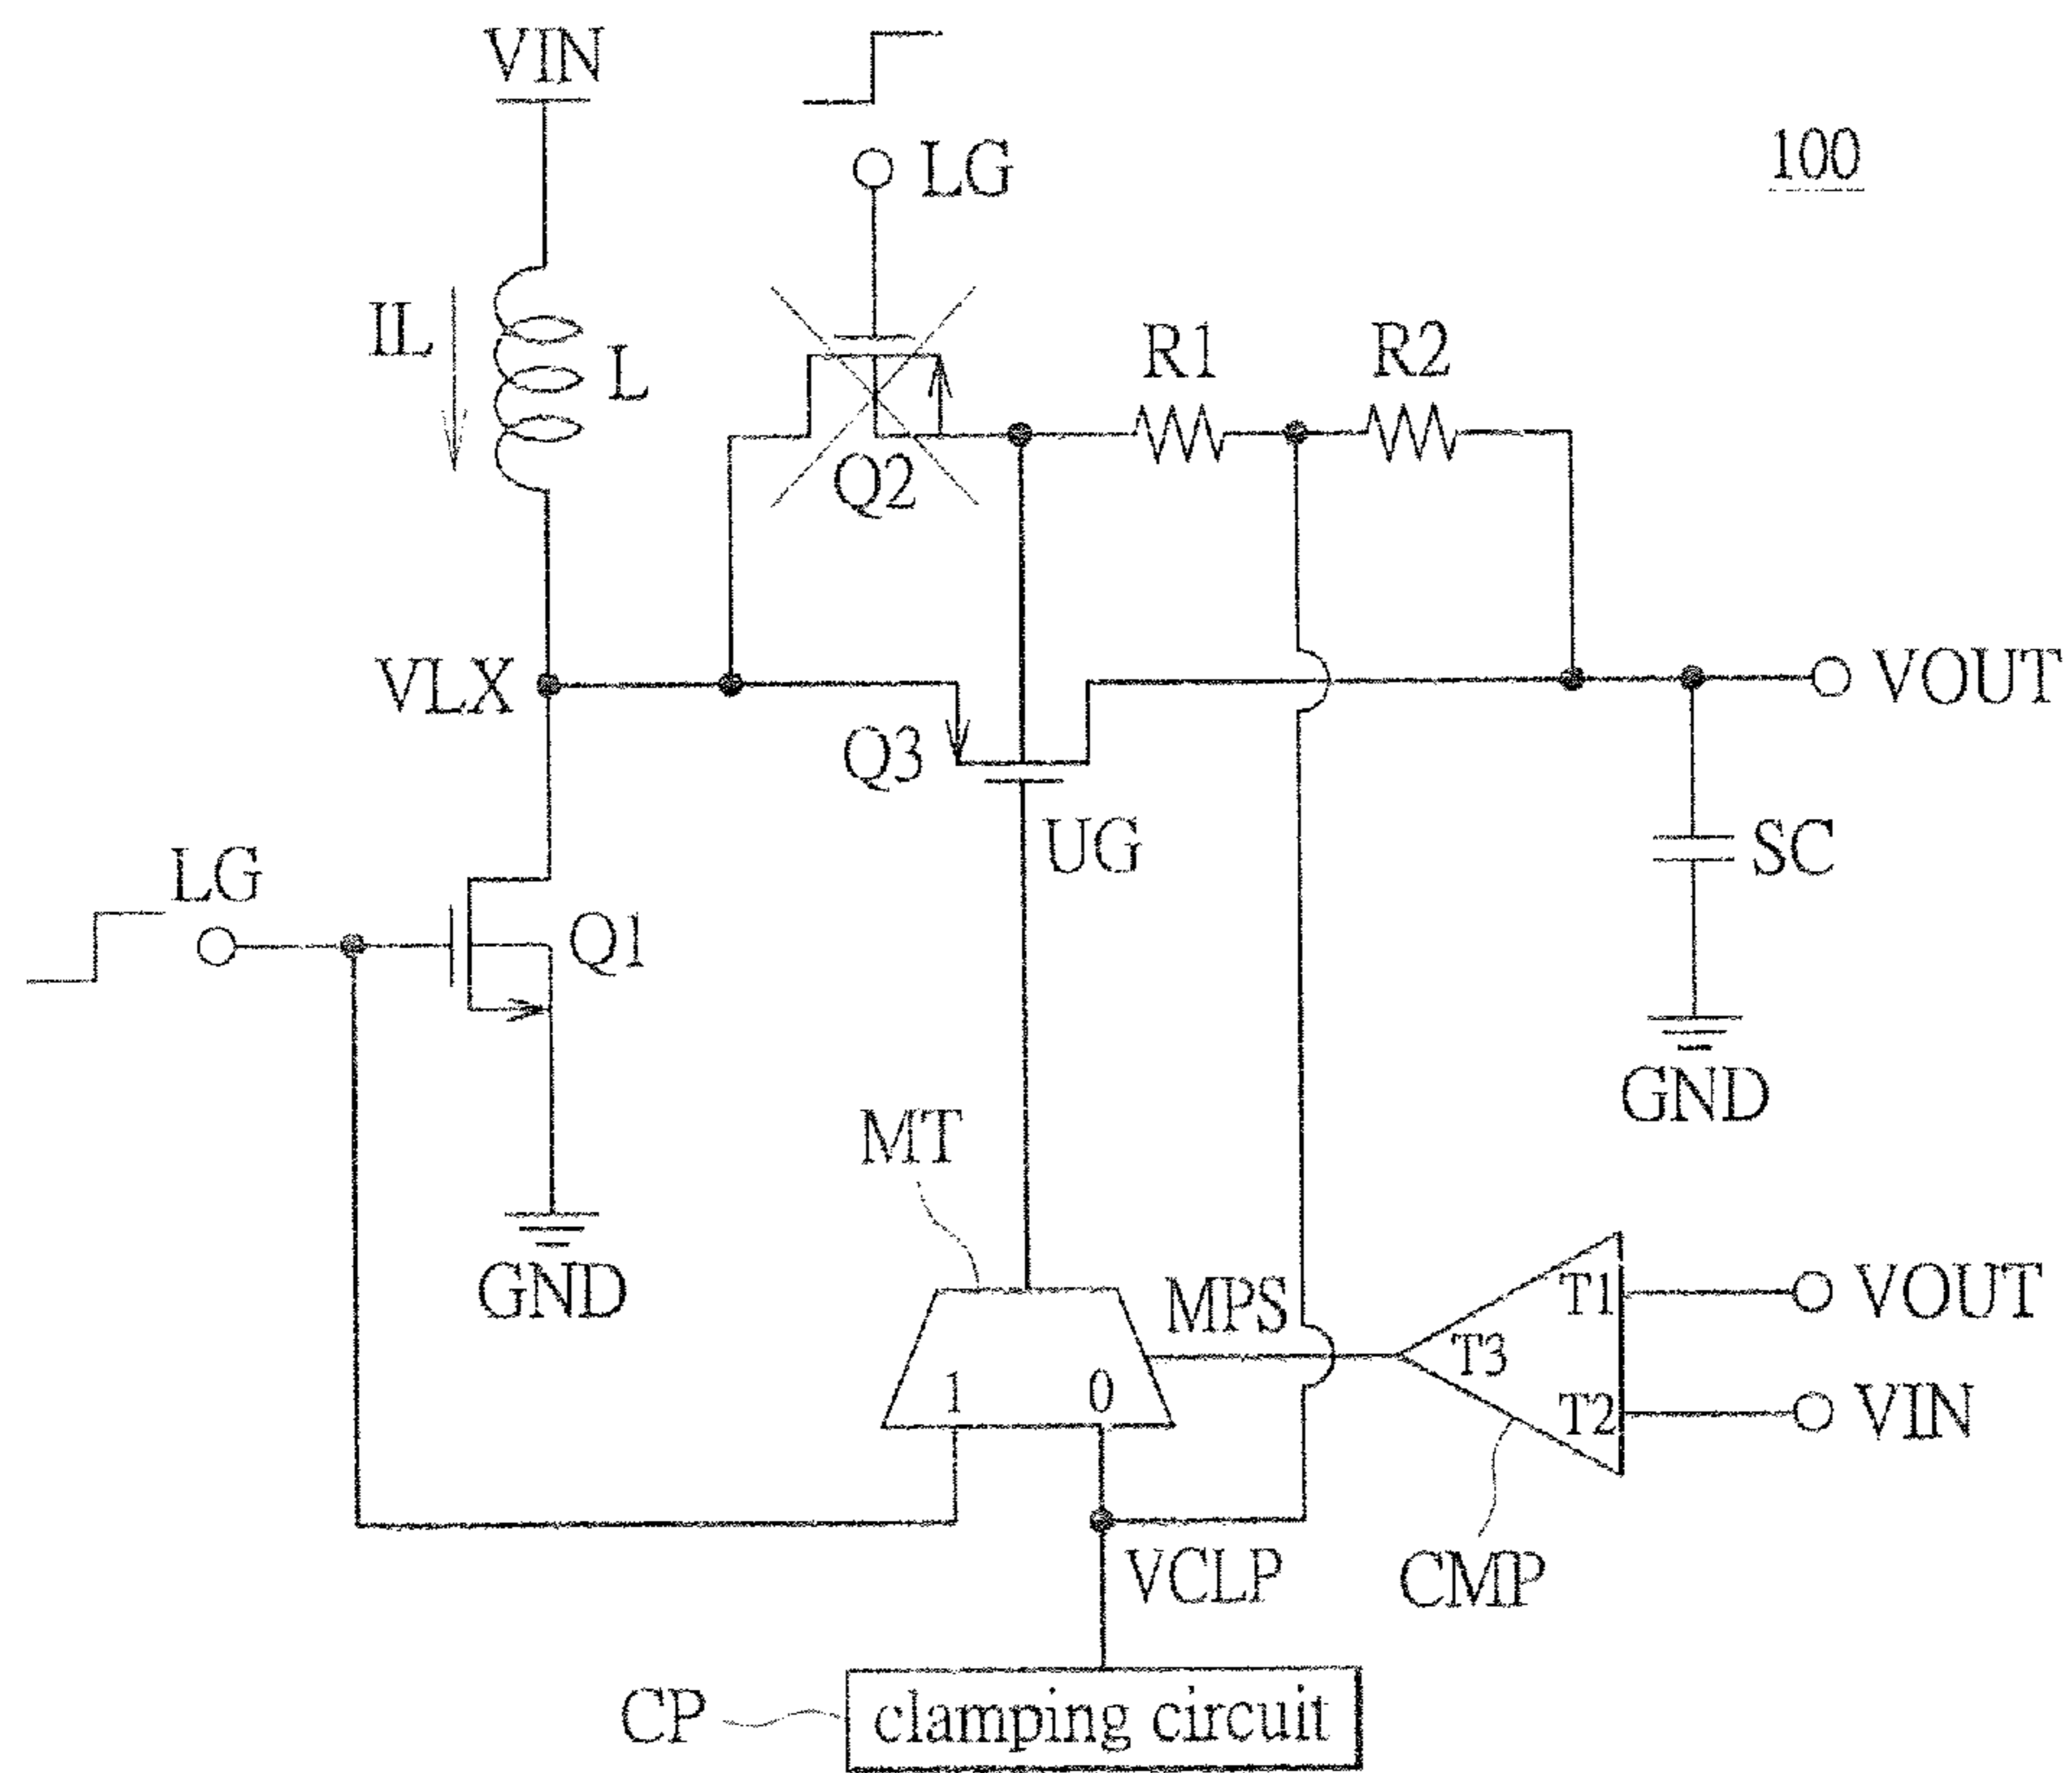 VIN
LG
100
IL
L
R1
R2
Q2
VLX
VOUT
Q3
UG
SC
LG
Q1
GND
MT
GND
MPS
T1
VOUT
T3
1
0
T2
VIN
VCLP
CMP
CP
clamping circuit